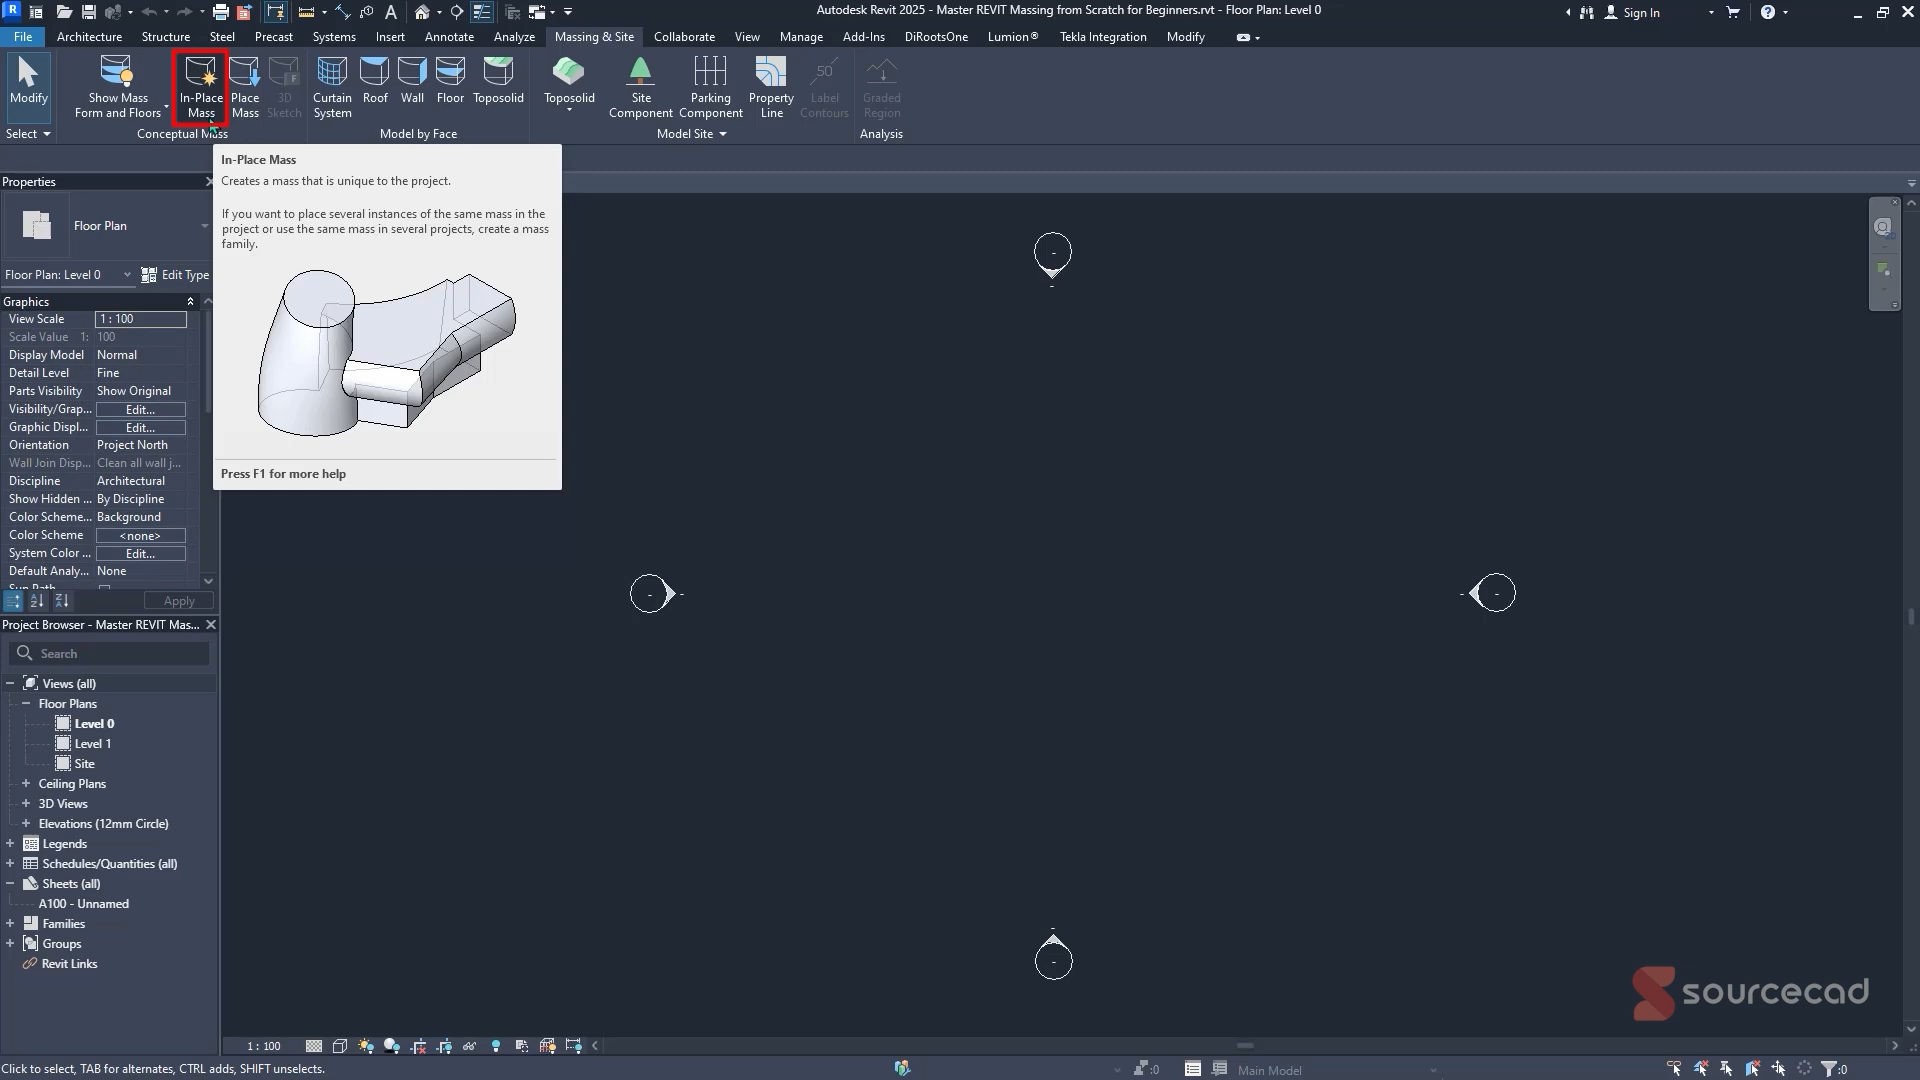 Autodesk Revit 2025 - Master REVIT Massing from Scratch for Beginners.rvt - Floor Plan: Level 0
Sign In
File Architecture Structure Steel Precast Systems Insert Annotate Analyze Massing & Site Collaborate View Manage Add-Ins DiRootsOne Lumion® Tekla Integration Modify
Modify
Show Mass
Form and Floors
In-Place
Mass
Place
Mass
3D
Sketch
Curtain
System
Roof
Wall
Floor
Toposolid
Toposolid
Site
Component
Parking
Component
Property
Line
50
Label
Contours
Graded
Region
Select
Conceptual Mass
Model by Face
Model Site
Analysis
In-Place Mass
Creates a mass that is unique to the project.
If you want to place several instances of the same mass in the
project or use the same mass in several projects, create a mass
family.
Press F1 for more help
Properties
Floor Plan
Floor Plan: Level 0 Edit Type
Graphics
View Scale 1 : 100
Scale Value 1: 100
Display Model Normal
Detail Level Fine
Parts Visibility Show Original
Visibility/Grap... Edit...
Graphic Displ... Edit...
Orientation Project North
Wall Join Disp... Clean all wall j...
Discipline Architectural
Show Hidden ... By Discipline
Color Scheme... Background
Color Scheme <none>
System Color ... Edit...
Default Analy... None
Sun Path
Apply
Project Browser - Master REVIT Mas...
Search
Views (all)
Floor Plans
Level 0
Level 1
Site
Ceiling Plans
3D Views
Elevations (12mm Circle)
Legends
Schedules/Quantities (all)
Sheets (all)
A100 - Unnamed
Families
Groups
Revit Links
sourcecad
1 : 100
Click to select, TAB for alternates, CTRL adds, SHIFT unselects.
:0
Main Model
:0